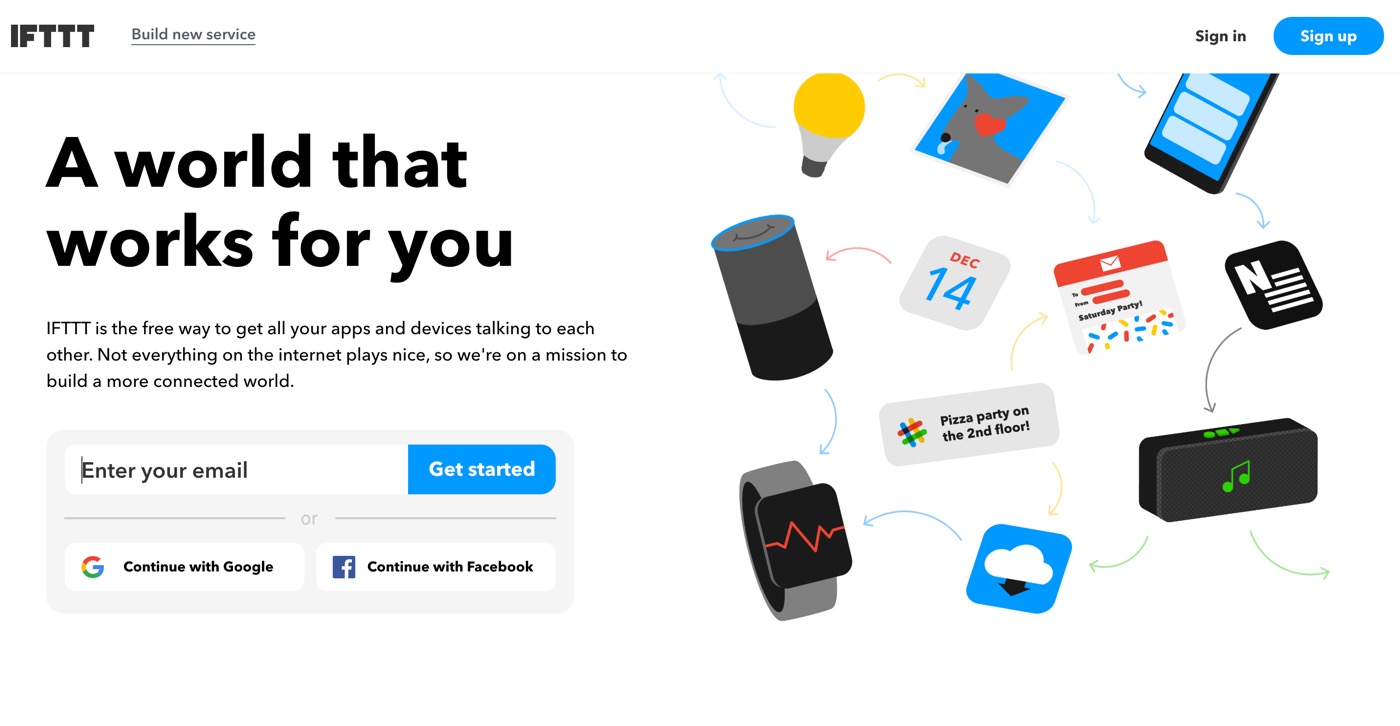 IFTTT
Build new service
Sign in
Sign up
A world that
works for you
IFTTT is the free way to get all your apps and devices talking to each
other. Not everything on the internet plays nice, so we're on a mission to
build a more connected world.
Enter your email
Get started
or
Continue with Google
Continue with Facebook
DEC
14
To
From
Saturday Party!
N
Pizza party on
the 2nd floor!